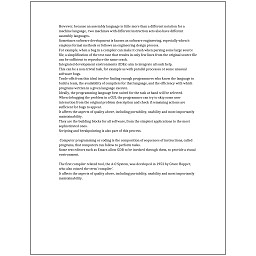 However, because an assembly language is little more than a different notation for a
machine language, two machines with different instruction sets also have different
assembly languages.
Sometimes software development is known as software engineering, especially when it
employs formal methods or follows an engineering design process.
For example, when a bug in a compiler can make it crash when parsing some large source
file, a simplification of the test case that results in only few lines from the original source file
can be sufficient to reproduce the same crash.
Integrated development environments (IDEs) aim to integrate all such help.
This can be a non-trivial task, for example as with parallel processes or some unusual
software bugs.
Trade-offs from this ideal involve finding enough programmers who know the language to
build a team, the availability of compilers for that language, and the efficiency with which
programs written in a given language execute.
Ideally, the programming language best suited for the task at hand will be selected.
When debugging the problem in a GUI, the programmer can try to skip some user
interaction from the original problem description and check if remaining actions are
sufficient for bugs to appear.
It affects the aspects of quality above, including portability, usability and most importantly
maintainability.
They are the building blocks for all software, from the simplest applications to the most
sophisticated ones.
Scripting and breakpointing is also part of this process.
Computer programming or coding is the composition of sequences of instructions, called
programs, that computers can follow to perform tasks.
Some text editors such as Emacs allow GDB to be invoked through them, to provide a visual
environment.
The first compiler related tool, the A-0 System, was developed in 1952 by Grace Hopper,
who also coined the term 'compiler'.
It affects the aspects of quality above, including portability, usability and most importantly
maintainability.